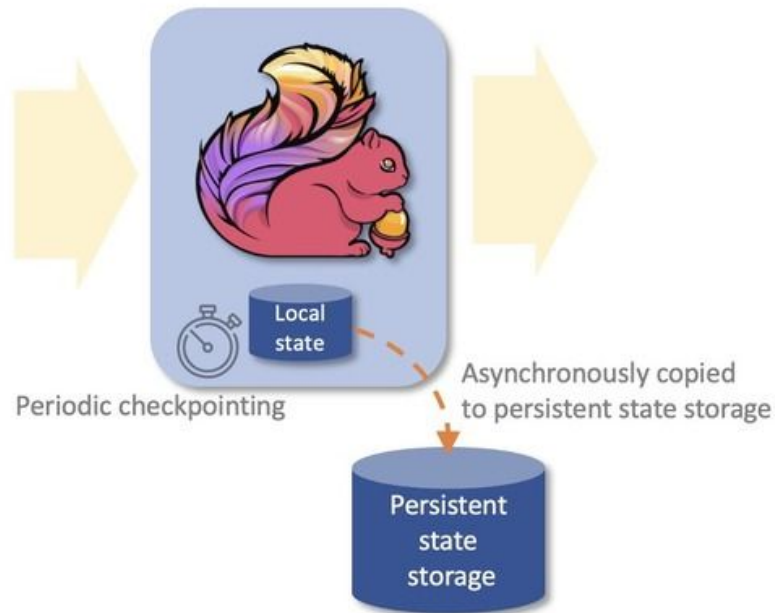 Local
state
Periodic checkpointing
Asynchronously copied
to persistent state storage
Persistent
state
storage